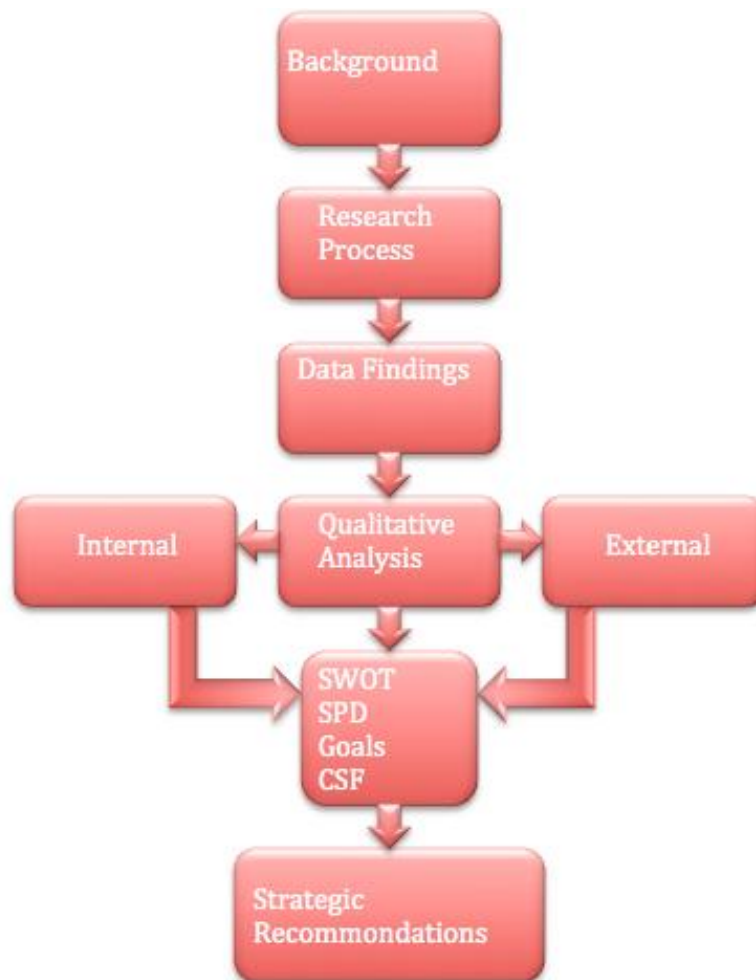 Background
Research
Process
Data Findings
Internal
Qualitative
Analysis
External
SWOT
SPD
Goals
CSF
Strategic
Recommondations